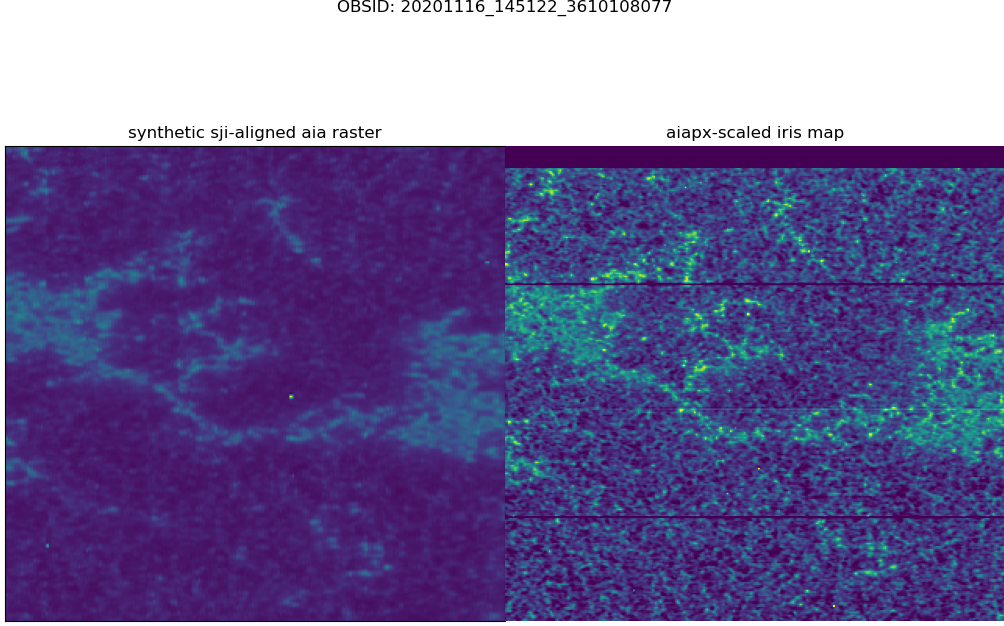 OBSID: 20201116_145122_3610108077
synthetic sji-aligned aia raster
aiapx-scaled iris map